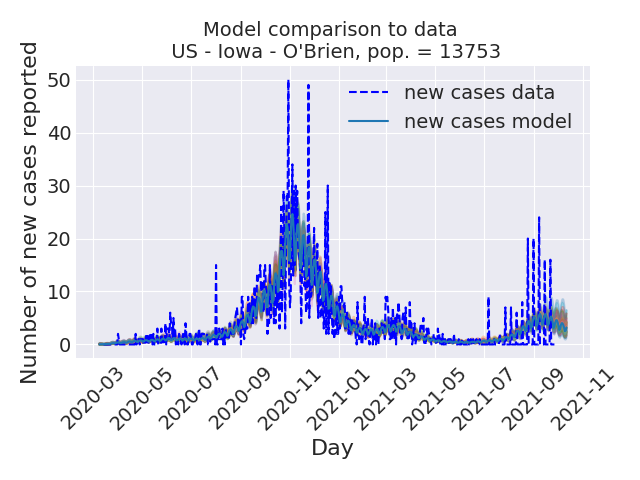 Model comparison to data
US - Iowa - O'Brien, pop. = 13753
Number of new cases reported
50
40
30
20
10
0
new cases data
new cases model
2020-03
2020-05
2020-07
2020-09
2020-11
2021-01
2021-03
2021-05
2021-07
2021-09
2021-11
Day